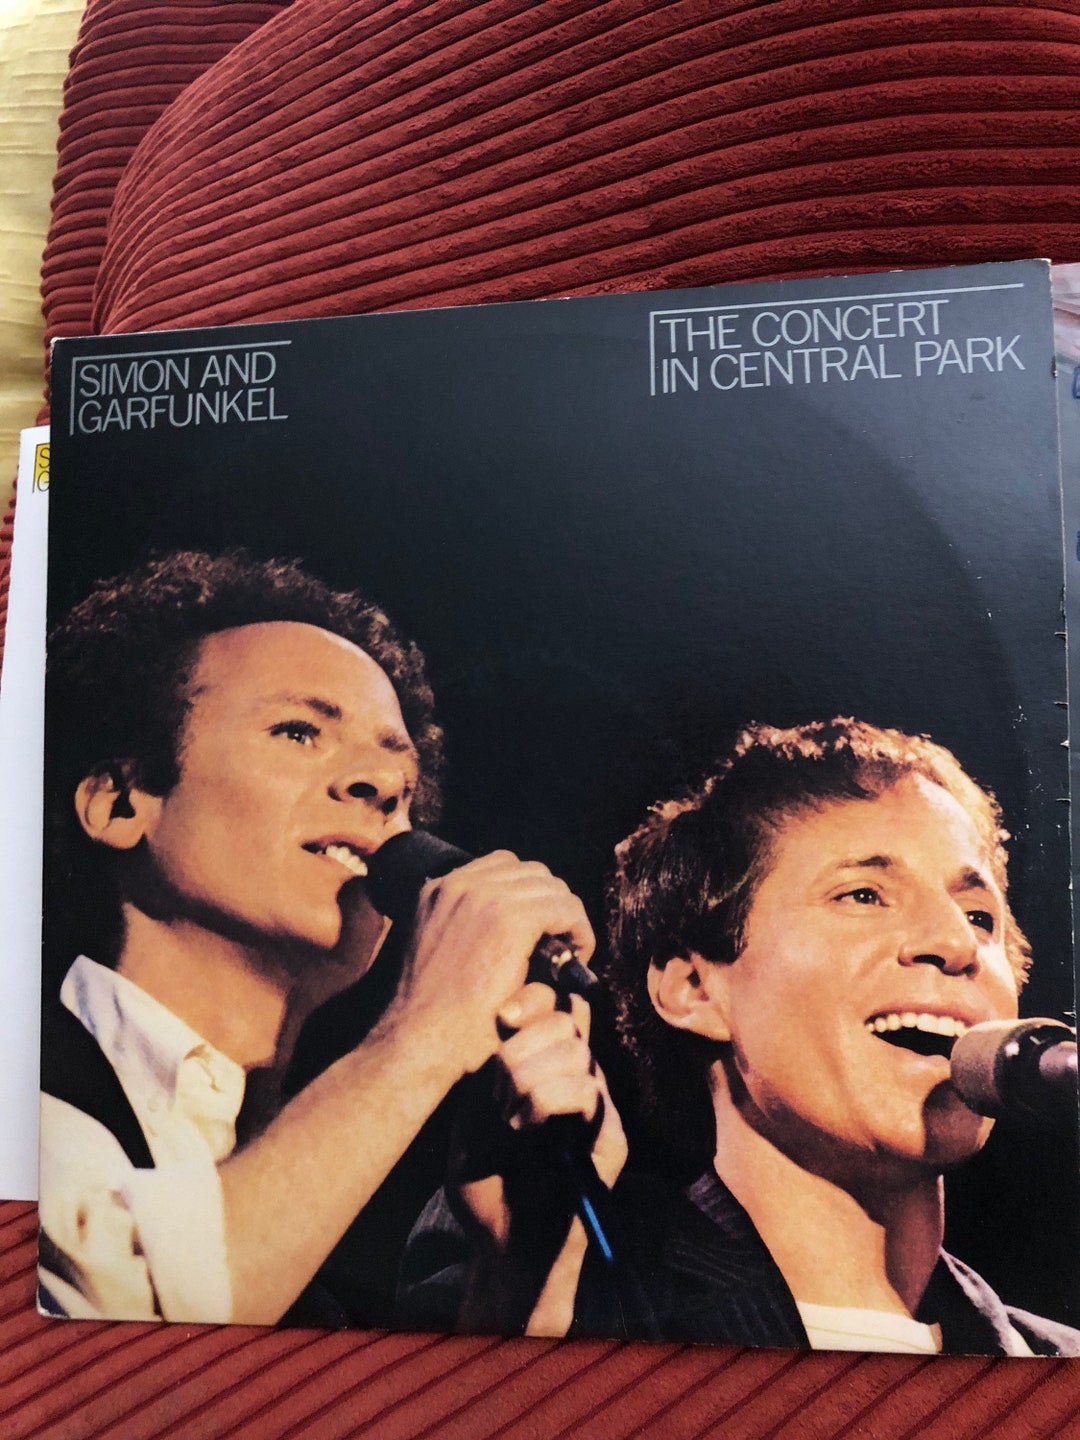 SIMON AND
GARFUNKEL
THE CONCERT
IN CENTRAL PARK
S
G